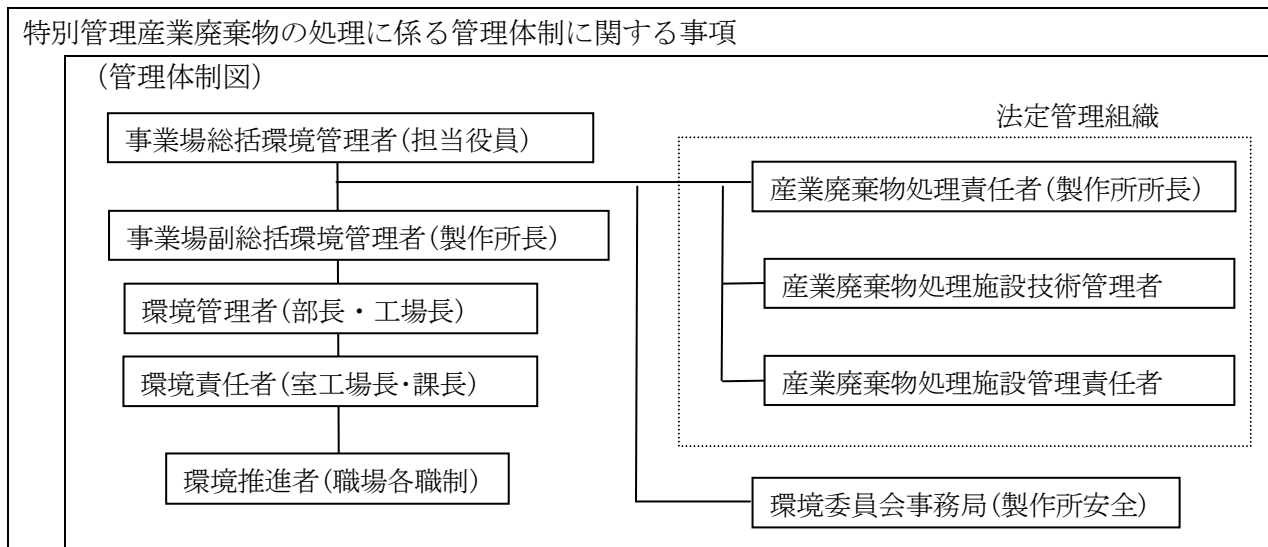 特別管理産業廃棄物の処理に係る管理体制に関する事項
(管理体制図)
事業場総括環境管理者(担当役員)
事業場副総括環境管理者(製作所長)
環境管理者(部長・工場長)
環境責任者(室工場長・課長)
環境推進者(職場各職制)
法定管理組織
産業廃棄物処理責任者(製作所所長)
産業廃棄物処理施設技術管理者
産業廃棄物処理施設管理責任者
環境委員会事務局(製作所安全)